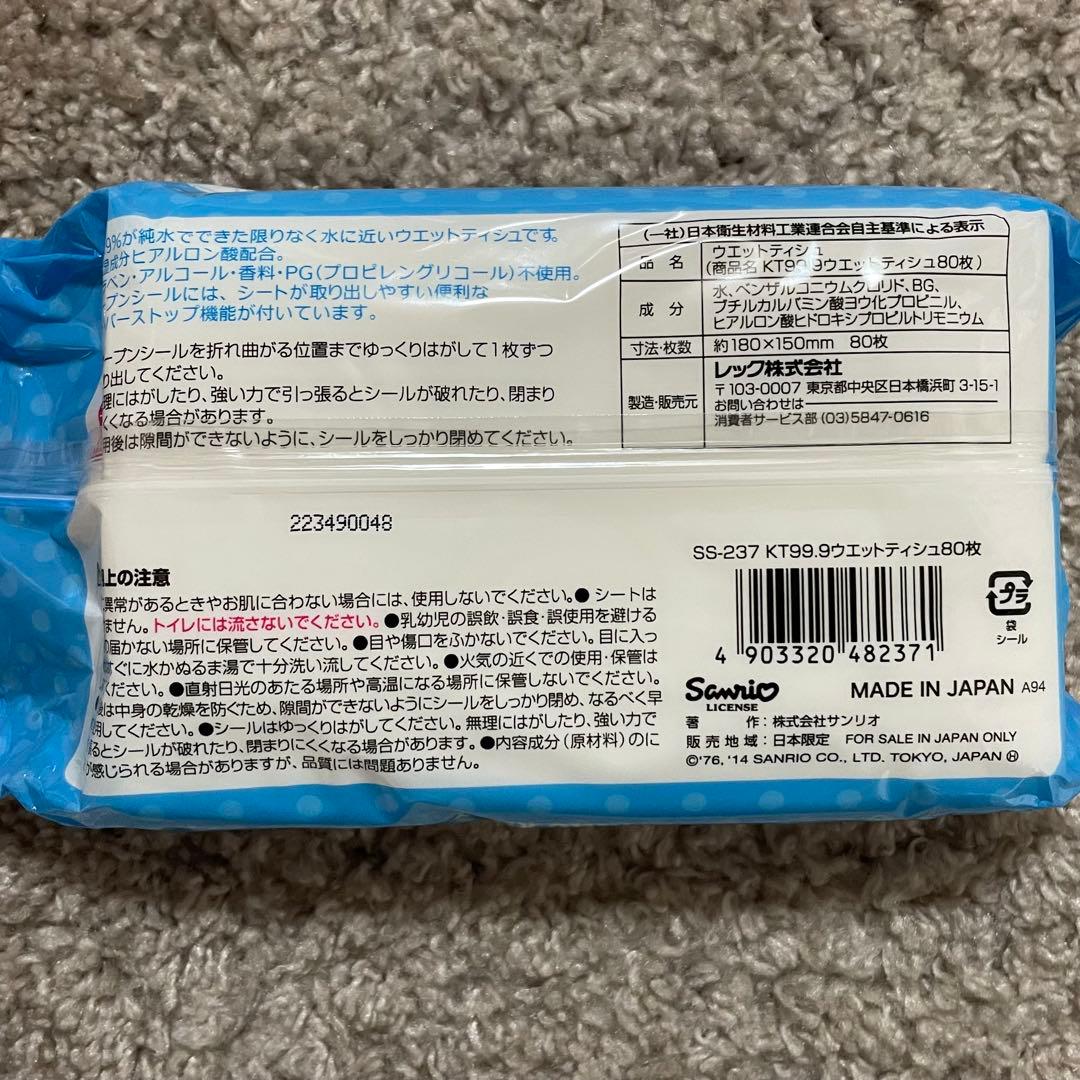 9%が純水でできた限りなく水に近いウエットティシュです。
成分ヒアルロン酸配合。
ラベン・アルコール・香料・PG(プロピレングリコール)不使用。
プンシールには、シートが取り出しやすい便利な
バーストップ機能が付いています。
ープンシールを折れ曲がる位置までゆっくりはがして1枚ずつ
り出してください。
理にはがしたり、強い力で引っ張るとシールが破れたり、閉まり
くくなる場合があります。
用後は隙間ができないように、シールをしっかり閉めてください。
(一社)日本衛生材料工業連合会自主基準による表示
品名 ウエットティシュ
(商品名 KT99.9ウエットティシュ80枚)
成分 水、ベンザルコニウムクロリド、BG、
ブチルカルバミン酸ヨウ化プロピニル、
ヒアルロン酸ヒドロキシプロピルトリモニウム
寸法・枚数 約180×150mm 80枚
製造・販売元 レック株式会社
〒103-0007 東京都中央区日本橋浜町3-15-1
お問い合わせは
消費者サービス部(03)5847-0616
223490048
上の注意
異常があるときやお肌に合わない場合には、使用しないでください。●シートは
ません。トイレには流さないでください。●乳幼児の誤飲・誤食・誤使用を避ける
の届かない場所に保管してください。●目や傷口をふかないでください。目に入っ
すぐに水かぬるま湯で十分洗い流してください。●火気の近くでの使用・保管は
ください。●直射日光のあたる場所や高温になる場所に保管しないでください。
後は中身の乾燥を防ぐため、隙間ができないようにシールをしっかり閉め、なるべく早
用してください。●シールはゆっくりはがしてください。無理にはがしたり、強い力で
るとシールが破れたり、閉まりにくくなる場合があります。●内容成分(原材料)のに
が感じられる場合がありますが、品質には問題ありません。
SS-237 KT99.9ウエットティシュ80枚
4 903320 482371
プラ
袋
シール
Sanrio
LICENSE
MADE IN JAPAN A94
著作:株式会社サンリオ
販売地域:日本限定 FOR SALE IN JAPAN ONLY
©'76, '14 SANRIO CO., LTD. TOKYO, JAPAN Ⓗ